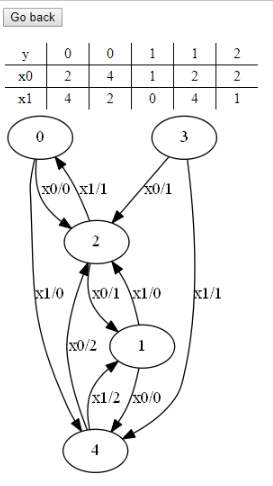 Go back
y 0 0 1 1 2
x0 2 4 1 2 2
x1 4 2 0 4 1
0 3
x0/0 x1/1 x0/1
2
x1/0 x0/1 x1/0 x1/1
x0/2 1
x1/2 x0/0
4